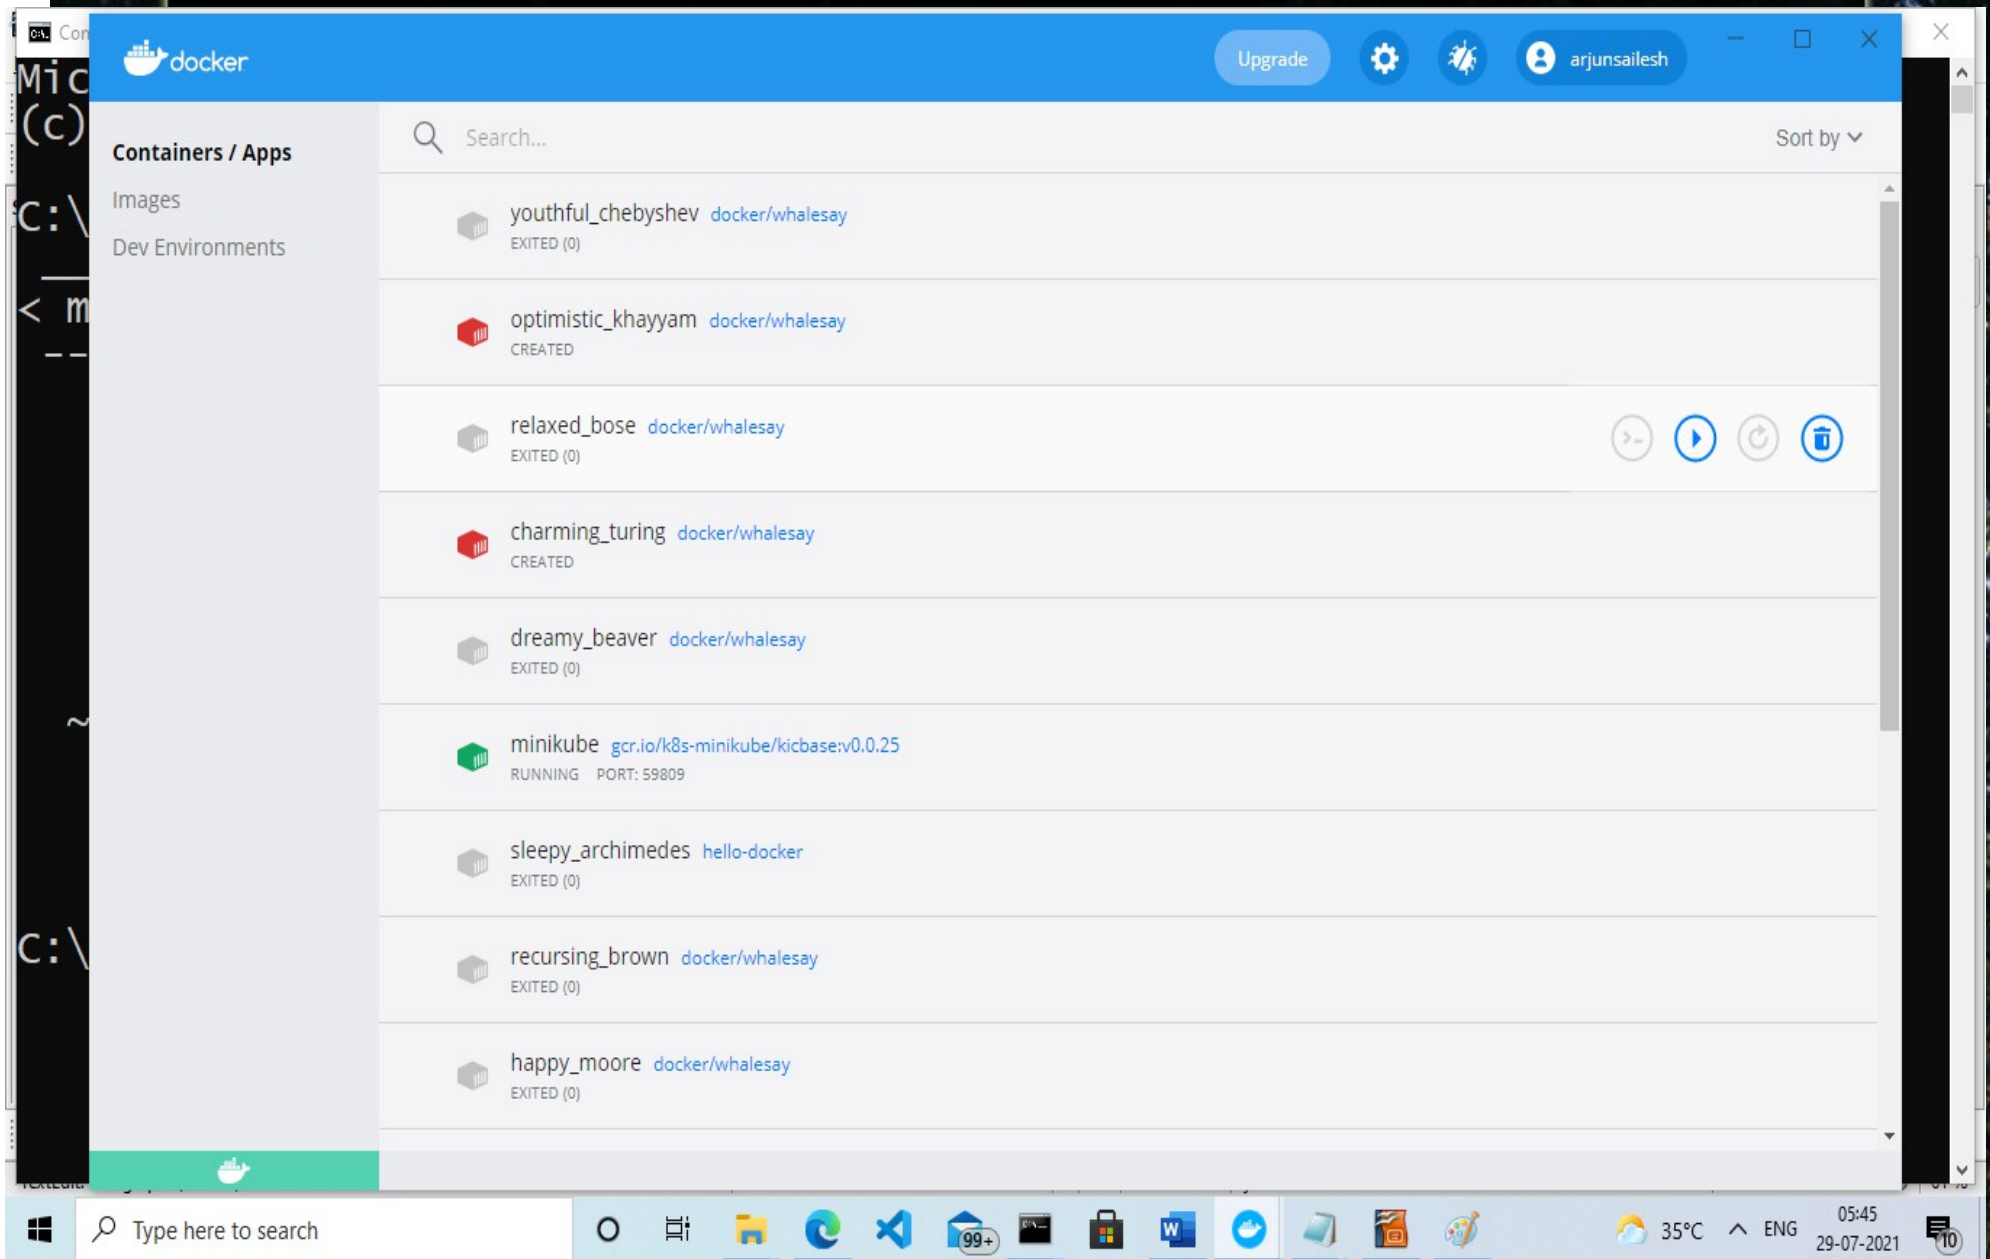 Con
docker
Upgrade
arjunsailesh
Mic
(c)
Search...
Sort by
Containers / Apps
Images
Dev Environments
C:\
< m
--
~
C:\
youthful_chebyshev docker/whalesay
EXITED (0)
optimistic_khayyam docker/whalesay
CREATED
relaxed_bose docker/whalesay
EXITED (0)
charming_turing docker/whalesay
CREATED
dreamy_beaver docker/whalesay
EXITED (0)
minikube gcr.io/k8s-minikube/kicbase:v0.0.25
RUNNING PORT: 59809
sleepy_archimedes hello-docker
EXITED (0)
recursing_brown docker/whalesay
EXITED (0)
happy_moore docker/whalesay
EXITED (0)
Type here to search
99+
35°C
ENG
05:45
29-07-2021
10